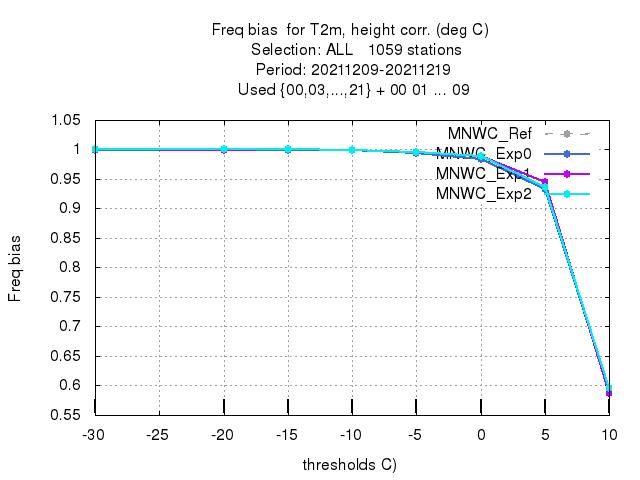 Freq bias  for T2m, height corr. (deg C)
Selection: ALL   1059 stations
Period: 20211209-20211219
Used {00,03,...,21} + 00 01 ... 09
1.05
1
0.95
0.9
0.85
0.8
0.75
0.7
0.65
0.6
0.55
Freq bias
MNWC_Ref
MNWC_Exp0
MNWC_Exp1
MNWC_Exp2
-30 -25 -20 -15 -10 -5 0 5 10
thresholds C)